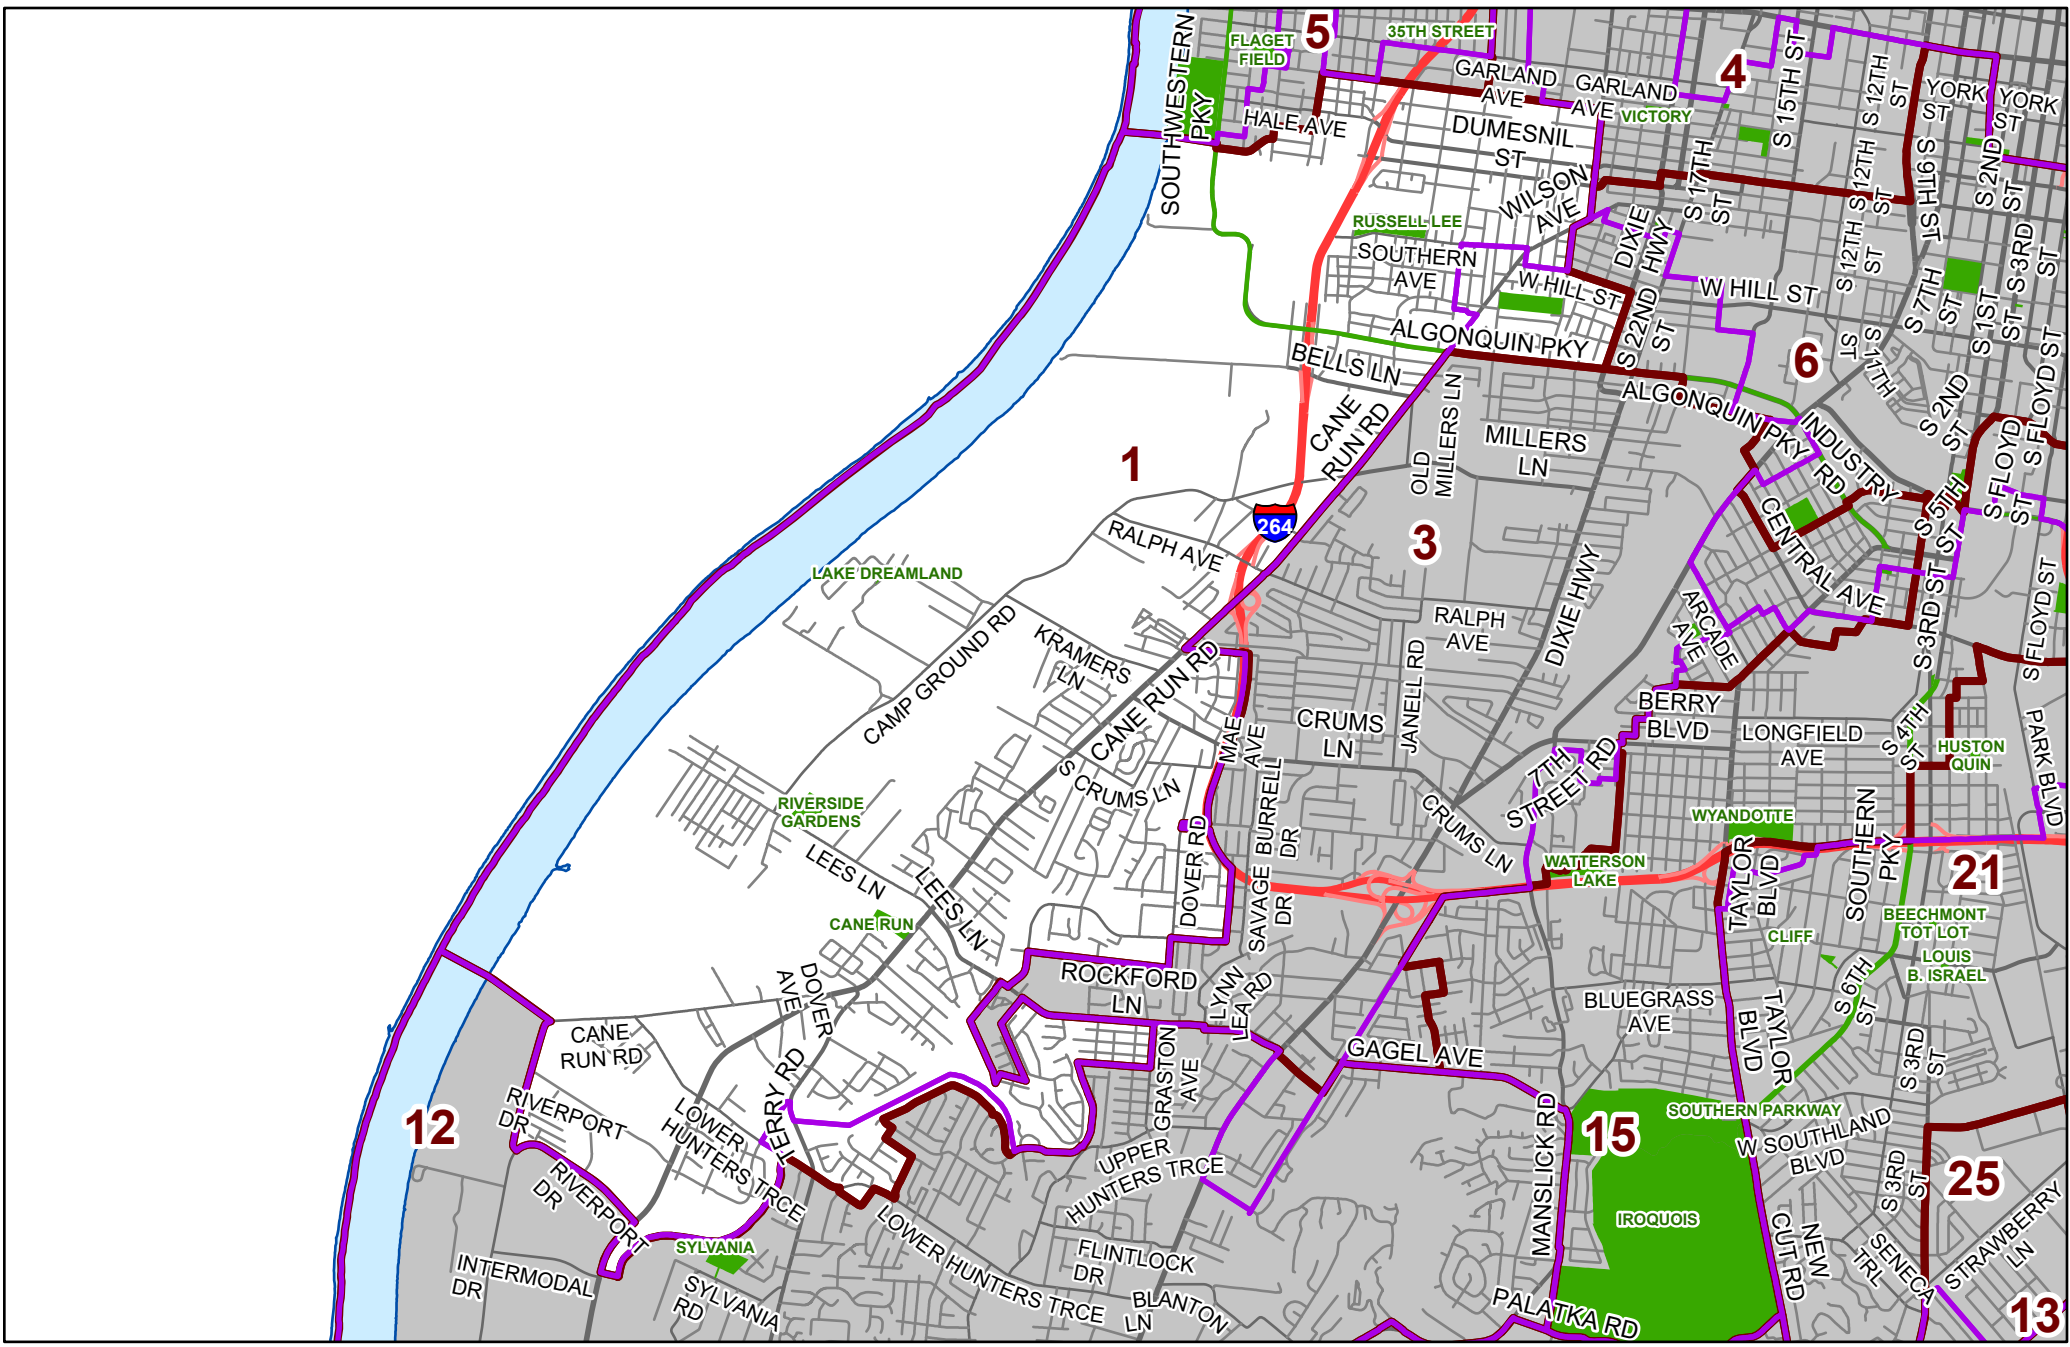 5
35TH STREET
FLAGET
FIELD
SOUTHWESTERN
PKY
HALE AVE
GARLAND
AVE
GARLAND
AVE
4
VICTORY
S 15TH ST
S 12TH
ST
YORK
ST
YORK
ST
DUMESNIL
ST
WILSON
AVE
S 17TH
ST
S 12TH
ST
S 9TH ST
S 2ND
ST
RUSSELL LEE
SOUTHERN
AVE
DIXIE
HWY
S 12TH
ST
S 3RD
ST
W HILL ST
W HILL ST
S 7TH
ST
S 1ST
ST
S 22ND
ST
ALGONQUIN PKY
BELLS LN
6
S 11TH
ST
S FLOYD ST
ALGONQUIN PKY
CANE
RUN RD
OLD
MILLERS LN
MILLERS
LN
INDUSTRY
RD
S 2ND
ST
S FLOYD
ST
1
264
3
CENTRAL AVE
S 5TH
ST
RALPH AVE
LAKE DREAMLAND
CAMP GROUND RD
KRAMERS
LN
RALPH
AVE
DIXIE HWY
ARCADE
AVE
S 3RD ST
S FLOYD ST
CANE RUN RD
JANELL RD
CRUMS
LN
MAE
AVE
BERRY
BLVD
LONGFIELD
AVE
S 4TH
ST
HUSTON
QUIN
PARK BLVD
S CRUMS LN
7TH
STREET RD
RIVERSIDE
GARDENS
SAVAGE
DR
BURRELL
DR
CRUMS LN
WYANDOTTE
SOUTHERN
PKY
LEES LN
LEES LN
DOVER RD
WATTERSON
LAKE
TAYLOR
BLVD
21
CANE RUN
BEECHMONT
TOT LOT
CLIFF
LOUIS
B. ISRAEL
DOVER
AVE
ROCKFORD
LN
LYNN
LEA RD
BLUEGRASS
AVE
S 6TH
ST
TAYLOR
BLVD
CANE
RUN RD
GAGEL AVE
GRASTON
AVE
TERRY RD
S 3RD
ST
12
RIVERPORT
DR
LOWER
HUNTERS TRCE
MANSLICK RD
15
SOUTHERN PARKWAY
W SOUTHLAND
BLVD
UPPER
HUNTERS TRCE
RIVERPORT
DR
S 3RD
ST
25
IROQUOIS
SYLVANIA
LOWER HUNTERS TRCE
FLINTLOCK
DR
NEW
CUT RD
SENECA
TRL
STRAWBERRY
LN
INTERMODAL
DR
SYLVANIA
RD
BLANTON
LN
PALATKA RD
13